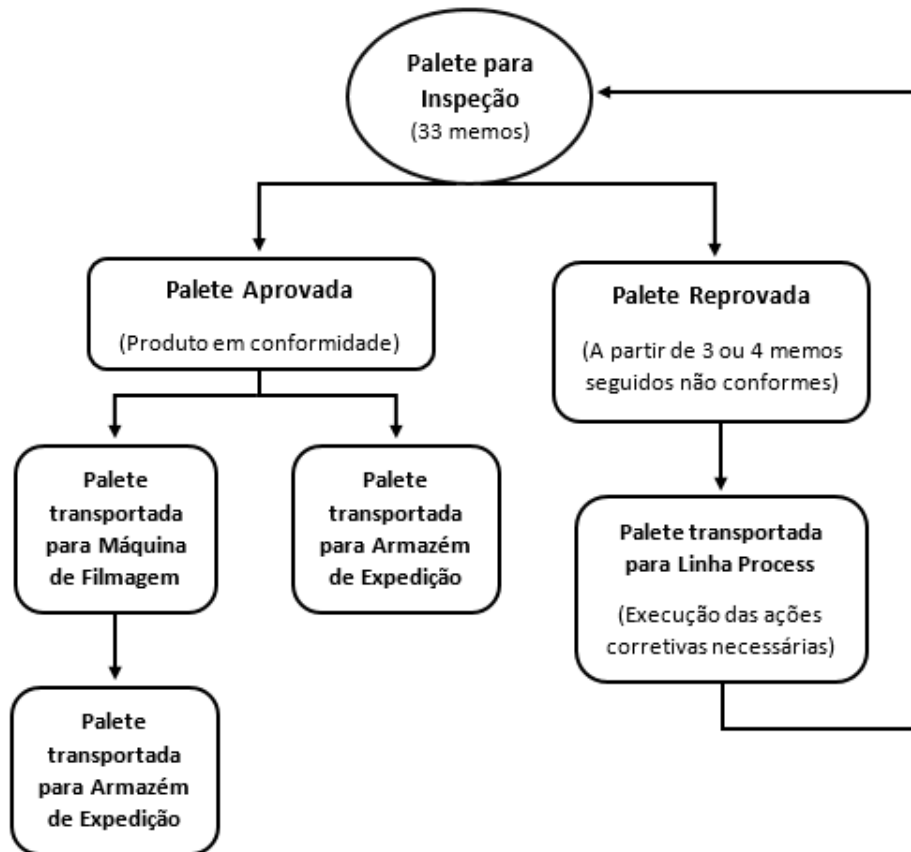 Palete para
Inspeção
(33 memos)
Palete Aprovada
(Produto em conformidade)
Palete Reprovada
(A partir de 3 ou 4 memos
seguidos não conformes)
Palete
transportada
para Máquina
de Filmagem
Palete
transportada
para Armazém
de Expedição
Palete transportada
para Linha Process
(Execução das ações
corretivas necessárias)
Palete
transportada
para Armazém
de Expedição